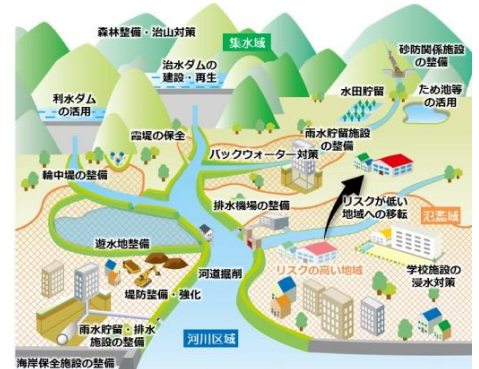 森林整備・治山対策
集水域
砂防関係施設
の整備
治水ダムの
建設・再生
水田貯留
ため池等
の活用
利水ダム
の活用
霞堤の保全
雨水貯留施設
の整備
バックウォーター対策
輪中堤の整備
排水機場の整備
リスクが低い
地域への移転
氾濫域
遊水地整備
河道掘削
リスクの高い地域
学校施設の
浸水対策
堤防整備・強化
雨水貯留・排水
施設の整備
河川区域
海岸保全施設の整備